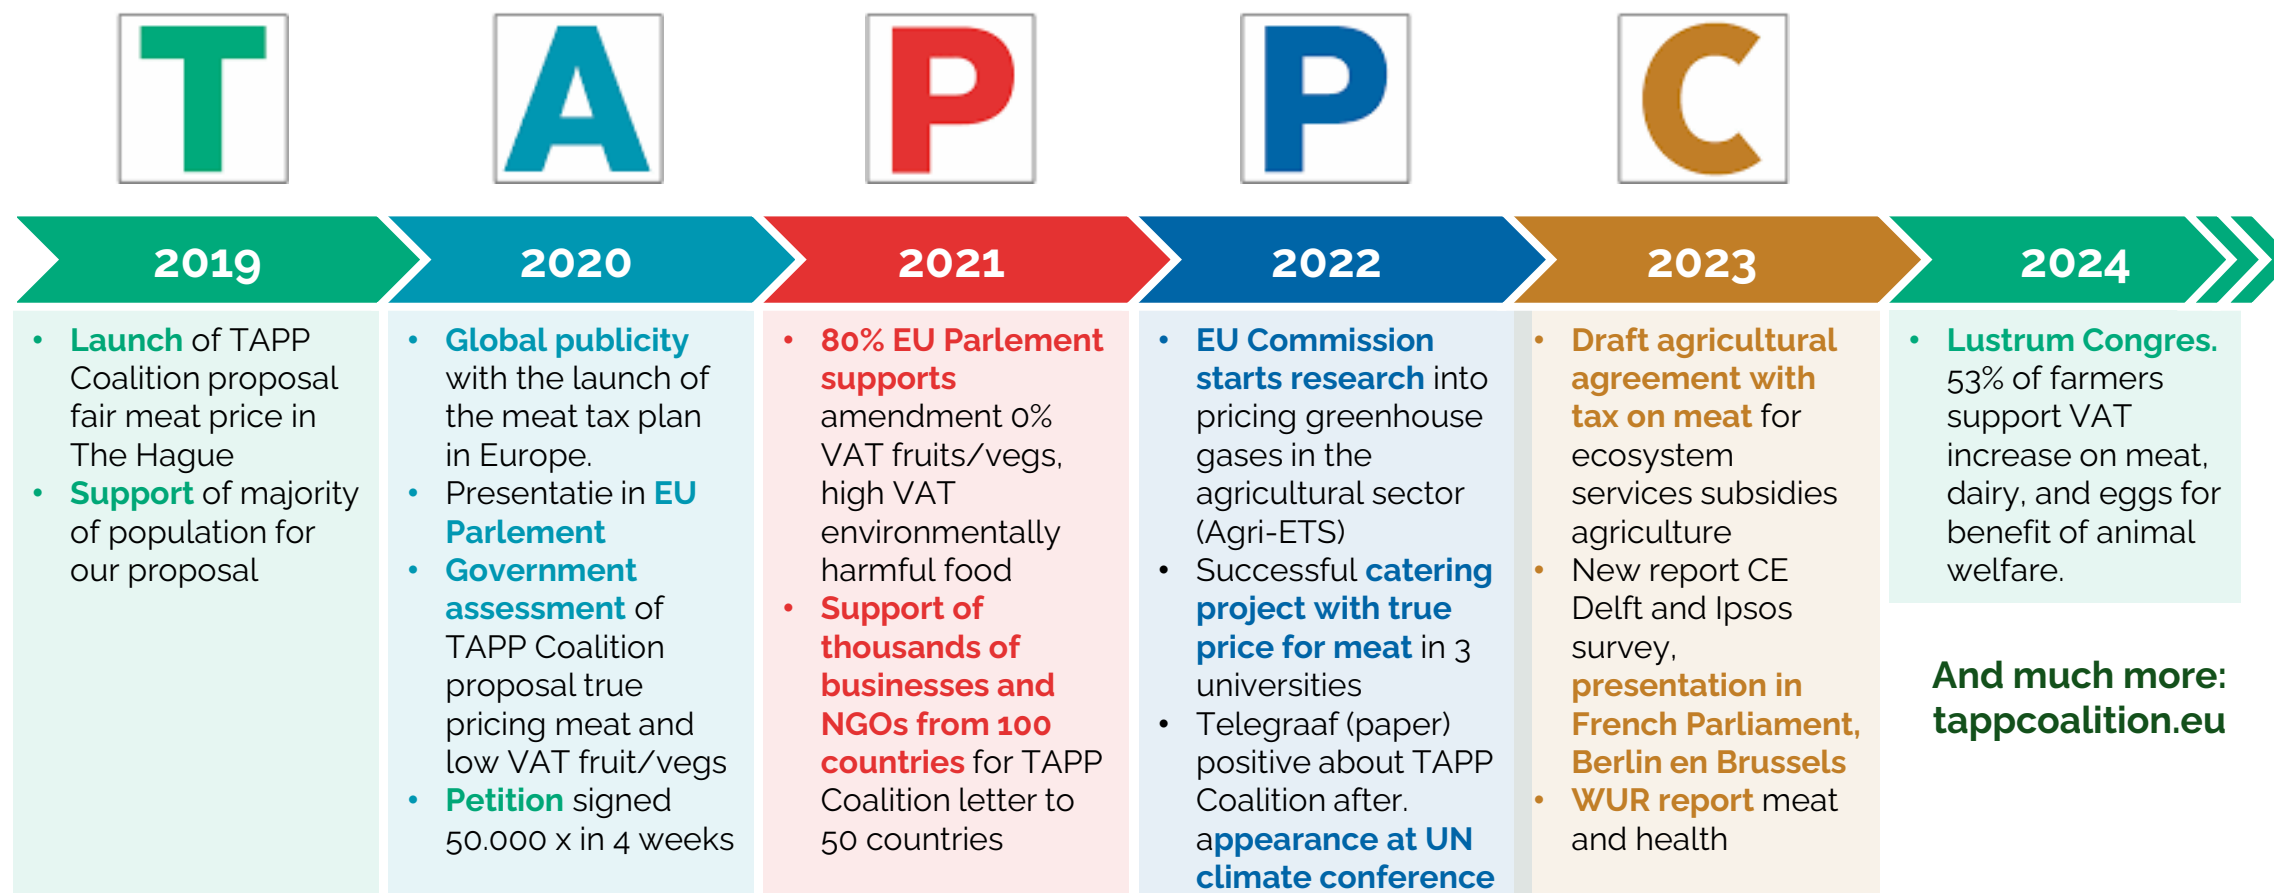 T
A
P
P
C
2019
2020
2021
2022
2023
2024
• Launch of TAPP
Coalition proposal
fair meat price in
The Hague
• Support of majority
of population for
our proposal
• Global publicity
with the launch of
the meat tax plan
in Europe.
• Presentatie in EU
Parlement
• Government
assessment of
TAPP Coalition
proposal true
pricing meat and
low VAT fruit/vegs
• Petition signed
50.000 x in 4 weeks
• 80% EU Parlement
supports
amendment 0%
VAT fruits/vegs,
high VAT
environmentally
harmful food
• Support of
thousands of
businesses and
NGOs from 100
countries for TAPP
Coalition letter to
50 countries
• EU Commission
starts research into
pricing greenhouse
gases in the
agricultural sector
(Agri-ETS)
• Successful catering
project with true
price for meat in 3
universities
• Telegraaf (paper)
positive about TAPP
Coalition after.
appearance at UN
climate conference
• Draft agricultural
agreement with
tax on meat for
ecosystem
services subsidies
agriculture
• New report CE
Delft and Ipsos
survey,
presentation in
French Parliament,
Berlin en Brussels
• WUR report meat
and health
• Lustrum Congres.
53% of farmers
support VAT
increase on meat,
dairy, and eggs for
benefit of animal
welfare.
And much more:
tappcoalition.eu